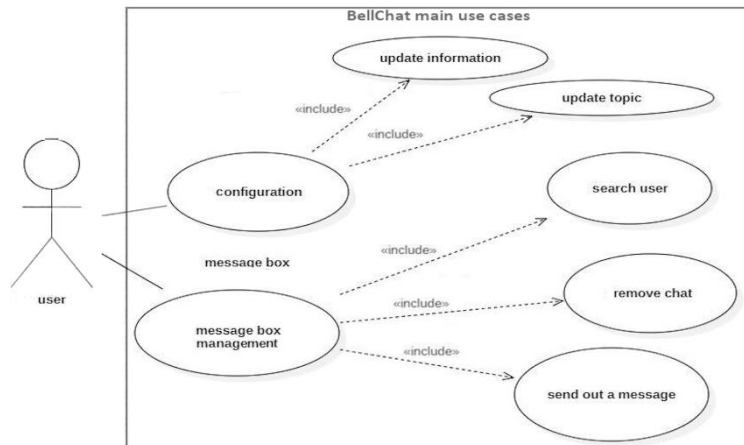 BellChat main use cases
update information
«include»
update topic
«include»
configuration
search user
«include»
message box
user
message box
management
«include»
remove chat
«include»
send out a message